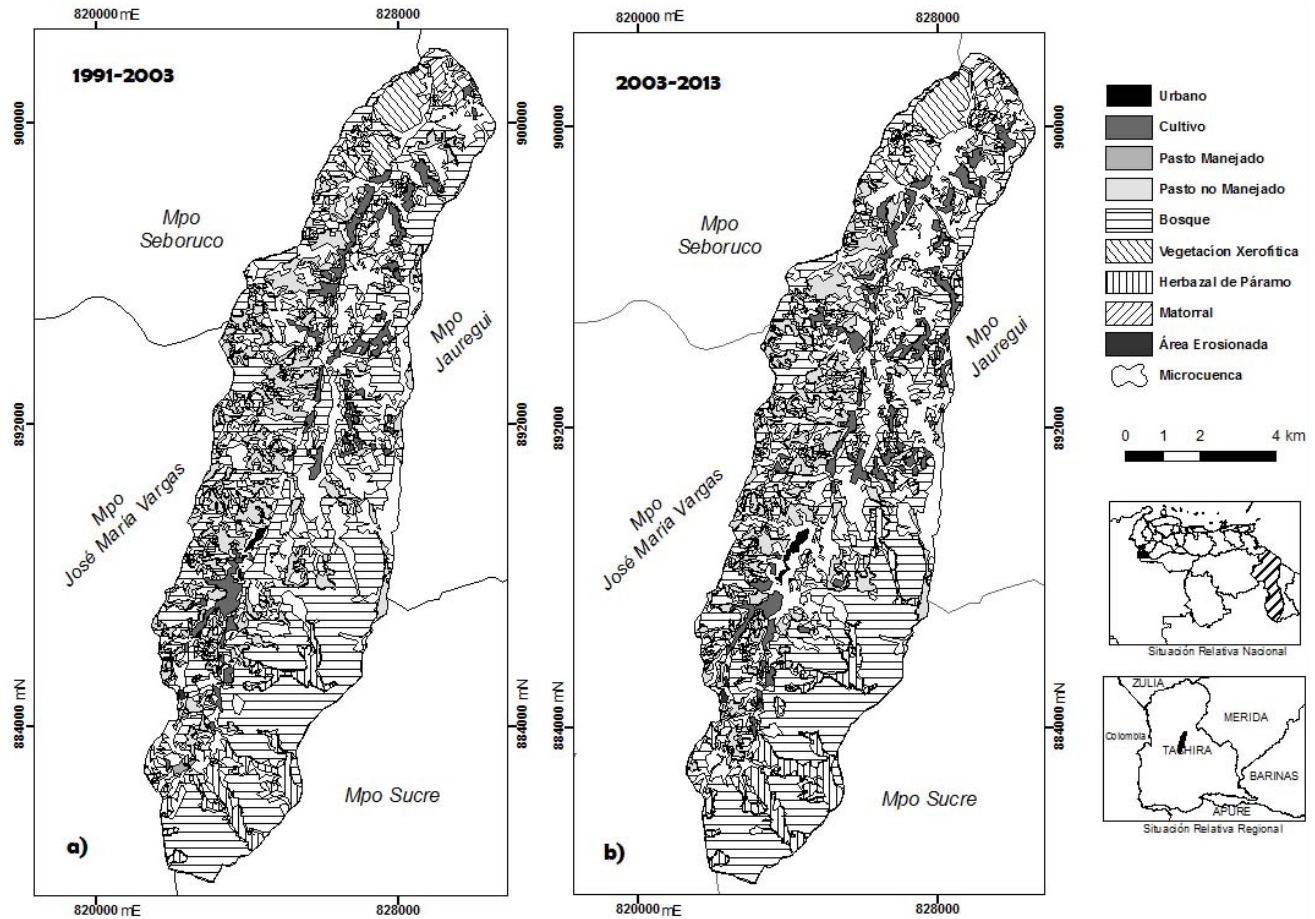 820000 mE
828000
820000
828000
1991-2003
2003-2013
900000
900000
900000
Mpo
Seboruco
Mpo
Seboruco
Mpo
Jauregui
Mpo
Jauregui
892000
892000
892000
Mpo
José María Vargas
Mpo
José María Vargas
884000 mN
884000 mN
884000 mN
Mpo Sucre
Mpo Sucre
a)
b)
820000 mE
828000
820000 mE
828000
Urbano
Cultivo
Pasto Manejado
Pasto no Manejado
Bosque
Vegetacion Xerofitica
Herbazal de Páramo
Matorral
Área Erosionada
Microcuenca
0 1 2 4 km
Situación Relativa Nacional
ZULIA
MERIDA
Colombia
TACHIRA
BARINAS
APURE
Situación Relativa Regional